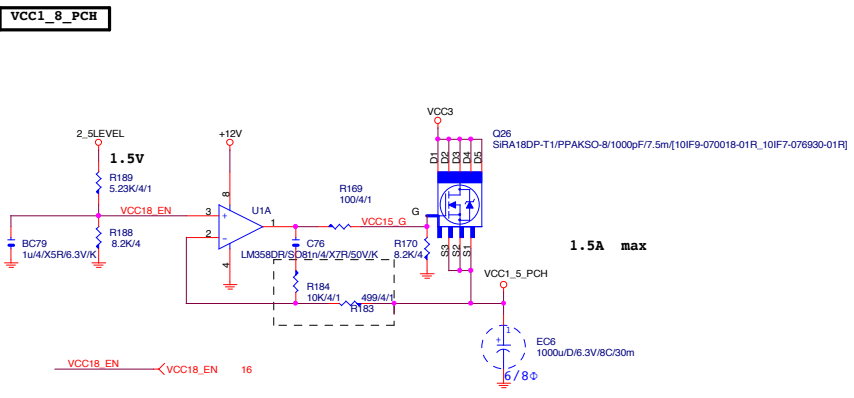 VCC1_8_PCH
VCC3
2_5LEVEL
+12V
Q26
SiRA18DP-T1/PPAKSO-8/1000pF/7.5m/[10IF9-070018-01R_10IF7-076930-01R]
1.5V
D1
D2
D3
D4
D5
R189
5.23K/4/1
R169
100/4/1
8
U1A
VCC18_EN
3
+
1
VCC15_G
G
2
-
R188
8.2K/4
BC79
1u/4/X5R/6.3V/K
4
C76
LM358DR/SO81n/4/X7R/50V/K
R170
8.2K/4
S3
S2
S1
1.5A max
VCC1_5_PCH
R184
10K/4/1
499/4/1
R183
1
+
EC6
1000u/D/6.3V/8C/30m
6/8Φ
VCC18_EN
VCC18_EN 16